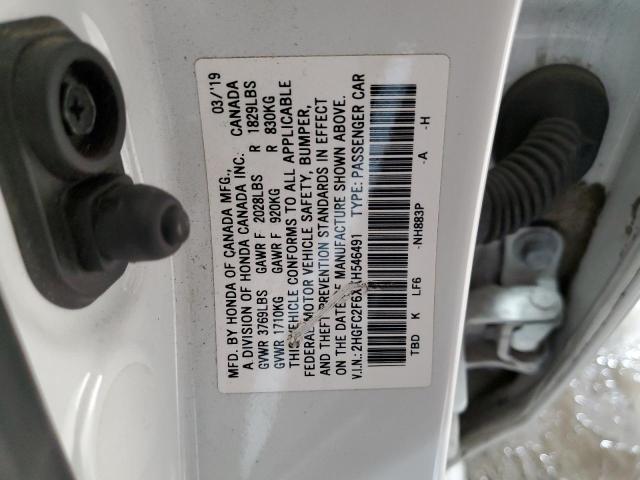 MFD. BY HONDA OF CANADA MFG., 03/'19
A DIVISION OF HONDA CANADA INC. CANADA
GVWR 3769LBS GAWR F 2028LBS R 1829LBS
GVWR 1710KG GAWR F 920KG R 830KG
THIS VEHICLE CONFORMS TO ALL APPLICABLE
FEDERAL MOTOR VEHICLE SAFETY, BUMPER,
AND THEFT PREVENTION STANDARDS IN EFFECT
ON THE DATE OF MANUFACTURE SHOWN ABOVE.
V.I.N.: TYPE: PASSENGER CAR
TBD K LF6 -NH883P -A -H